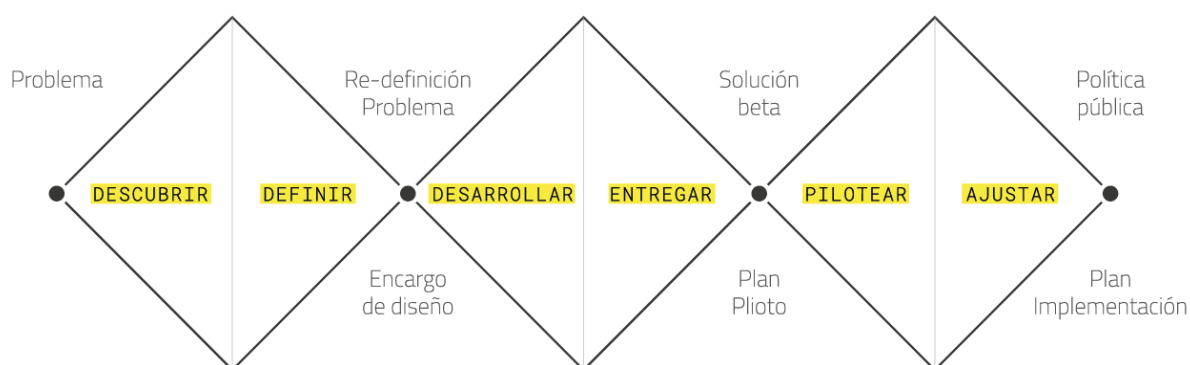 Problema
Re-definición
Problema
Solución
beta
Política
pública
DESCUBRIR
DEFINIR
DESARROLLAR
ENTREGAR
PILOTEAR
AJUSTAR
Encargo
de diseño
Plan
Plioto
Plan
Implementación